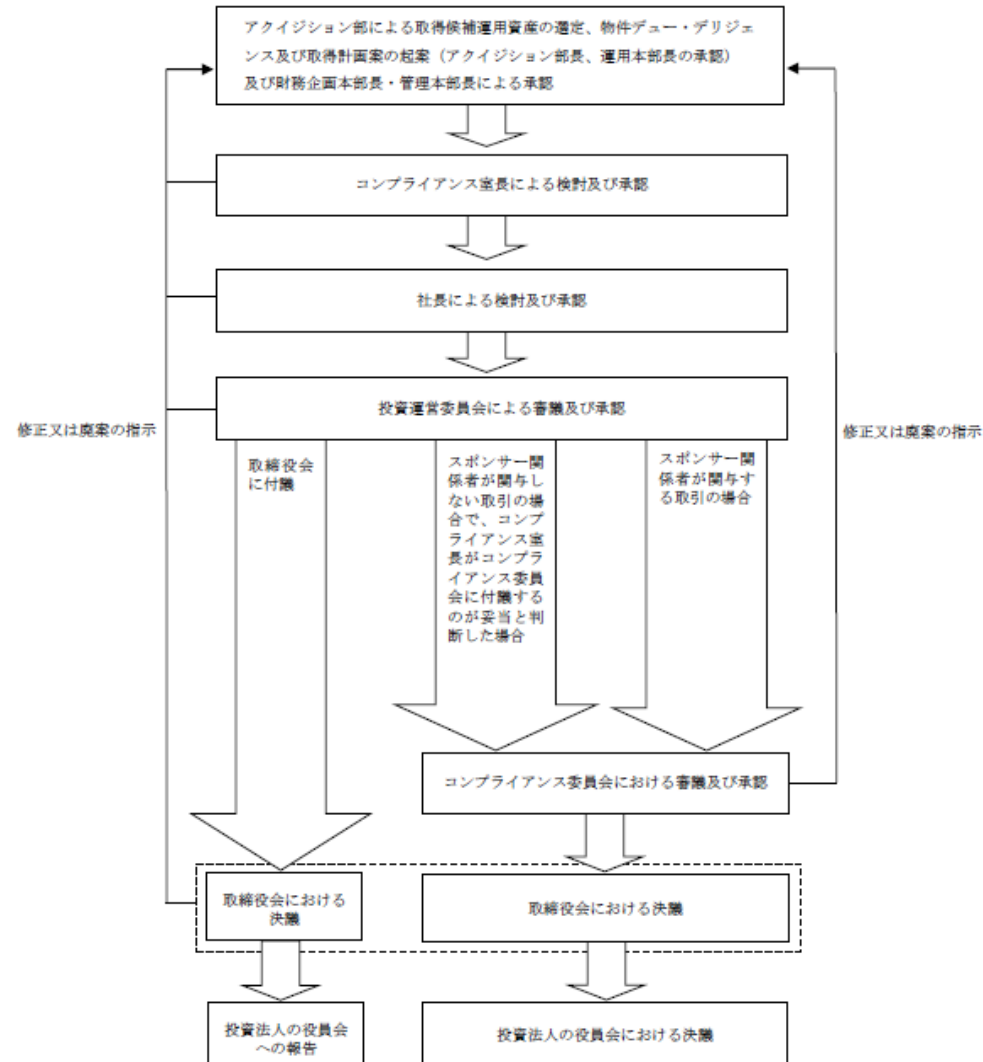 アクイジション部による取得候補運用資産の選定、物件デュー・デリジェ
ンス及び取得計画案の起案（アクイジション部長、運用本部長の承認）
及び財務企画本部長・管理本部長による承認
コンプライアンス室長による検討及び承認
社長による検討及び承認
投資運営委員会による審議及び承認
修正又は廃案の指示
修正又は廃案の指示
取締役会
に付議
スポンサー関
係者が関与し
ない取引の場
合で、コンプ
ライアンス室
長がコンプラ
イアンス委員
会に付議する
のが妥当と判
断した場合
スポンサー関
係者が関与す
る取引の場合
コンプライアンス委員会における審議及び承認
取締役会における
決議
取締役会における決議
投資法人の役員会
への報告
投資法人の役員会における決議